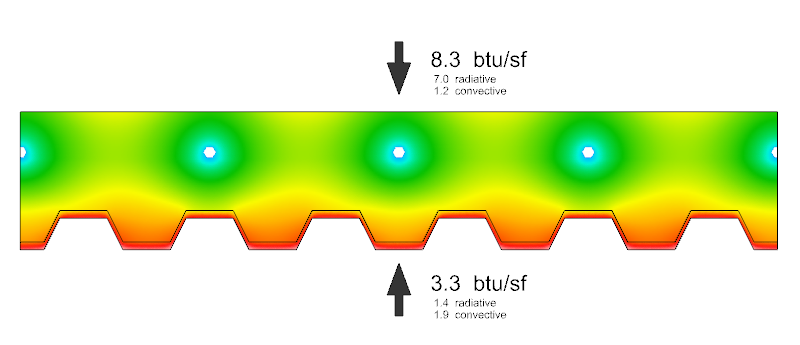 8.3 btu/sf
7.0 radiative
1.2 convective
3.3 btu/sf
1.4 radiative
1.9 convective